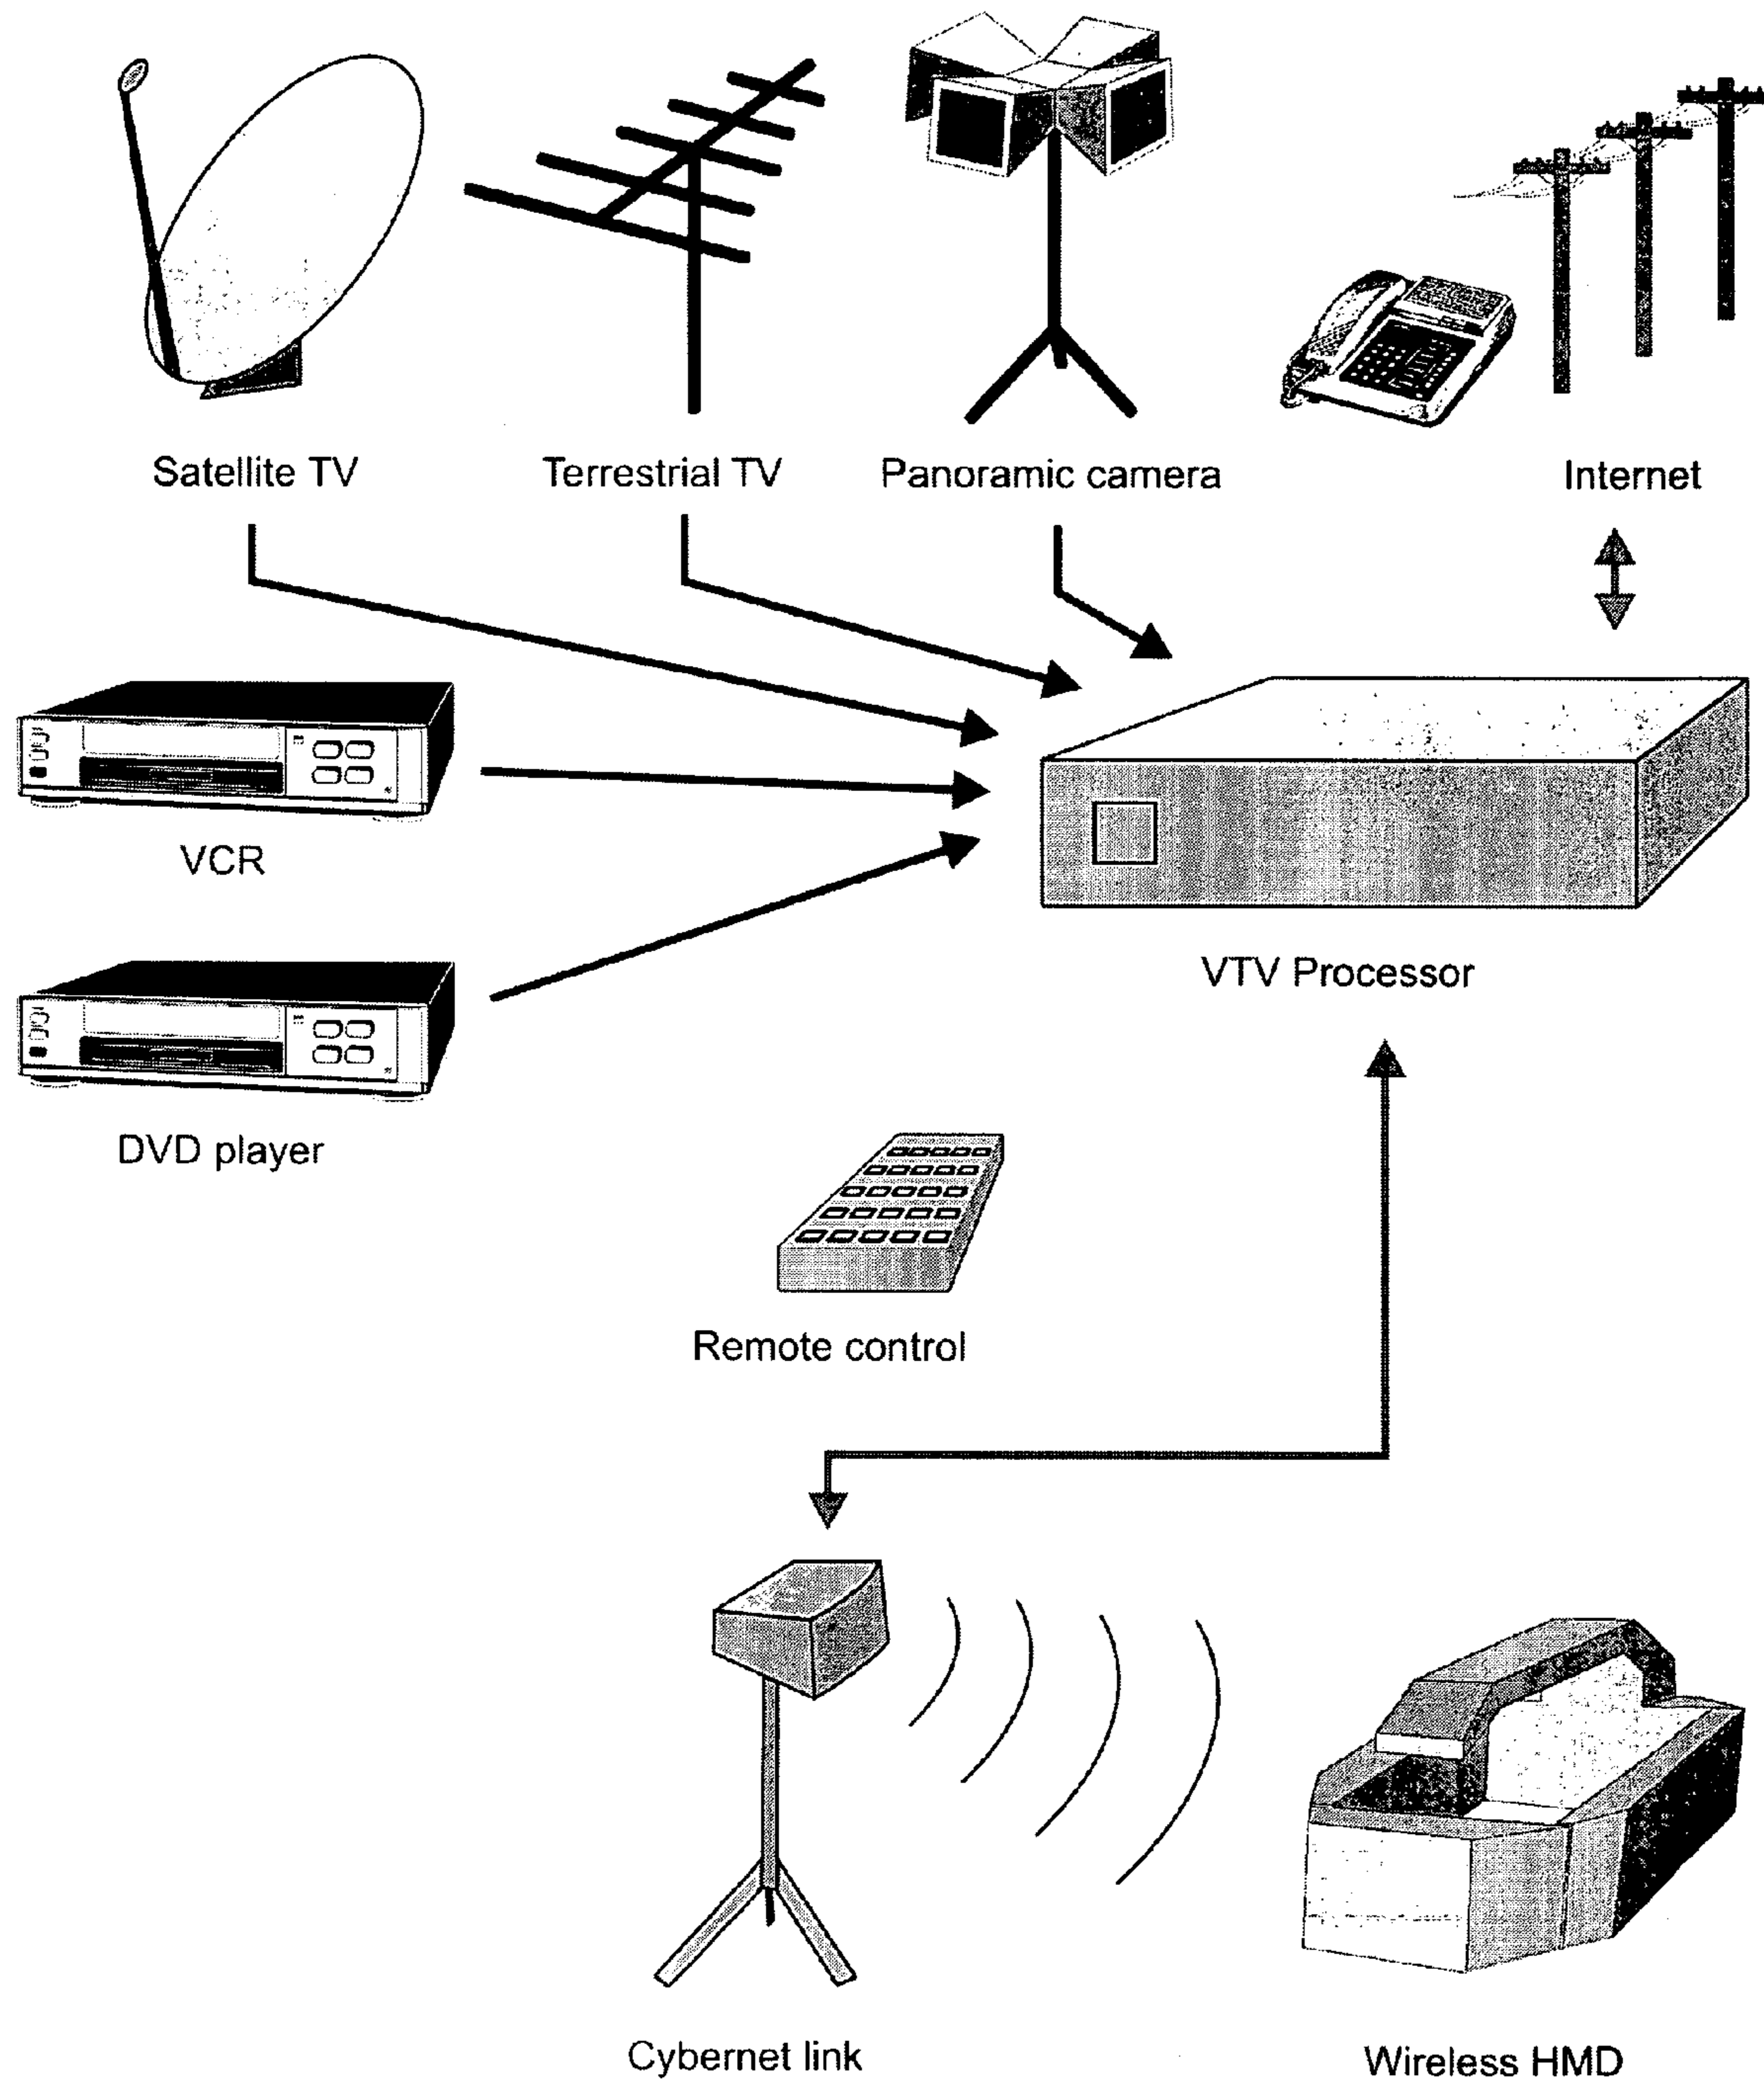 Satellite TV
Terrestrial TV
Panoramic camera
Internet
VCR
VTV Processor
DVD player
Remote control
Cybernet link
Wireless HMD